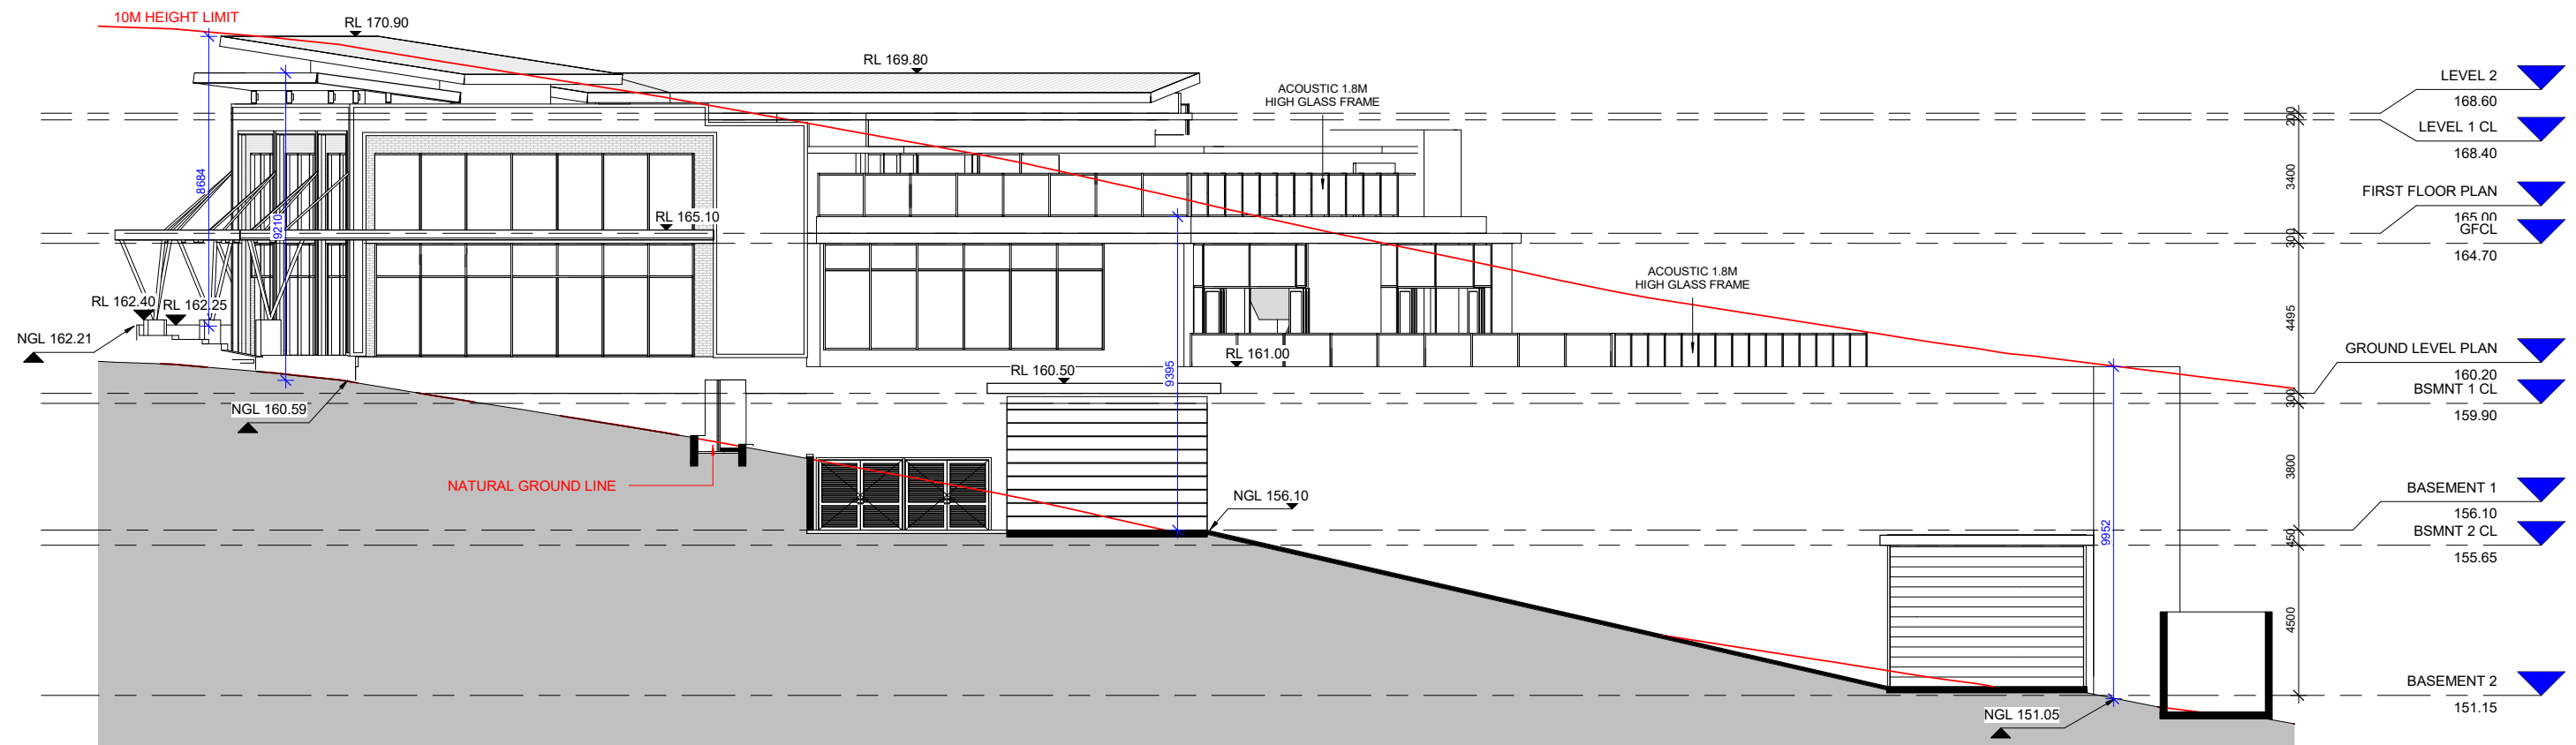 10M HEIGHT LIMIT
RL 170.90
RL 169.80
ACOUSTIC 1.8M
HIGH GLASS FRAME
LEVEL 2
168.60
LEVEL 1 CL
168.40
FIRST FLOOR PLAN
165.00
GFCL
164.70
GROUND LEVEL PLAN
160.20
BSMNT 1 CL
159.90
BASEMENT 1
156.10
BSMNT 2 CL
155.65
BASEMENT 2
151.15
200
3400
300
4495
300
3800
450
4500
8684
9210
9395
9952
RL 165.10
RL 162.40
RL 162.25
NGL 162.21
ACOUSTIC 1.8M
HIGH GLASS FRAME
RL 161.00
RL 160.50
NGL 160.59
NATURAL GROUND LINE
NGL 156.10
NGL 151.05